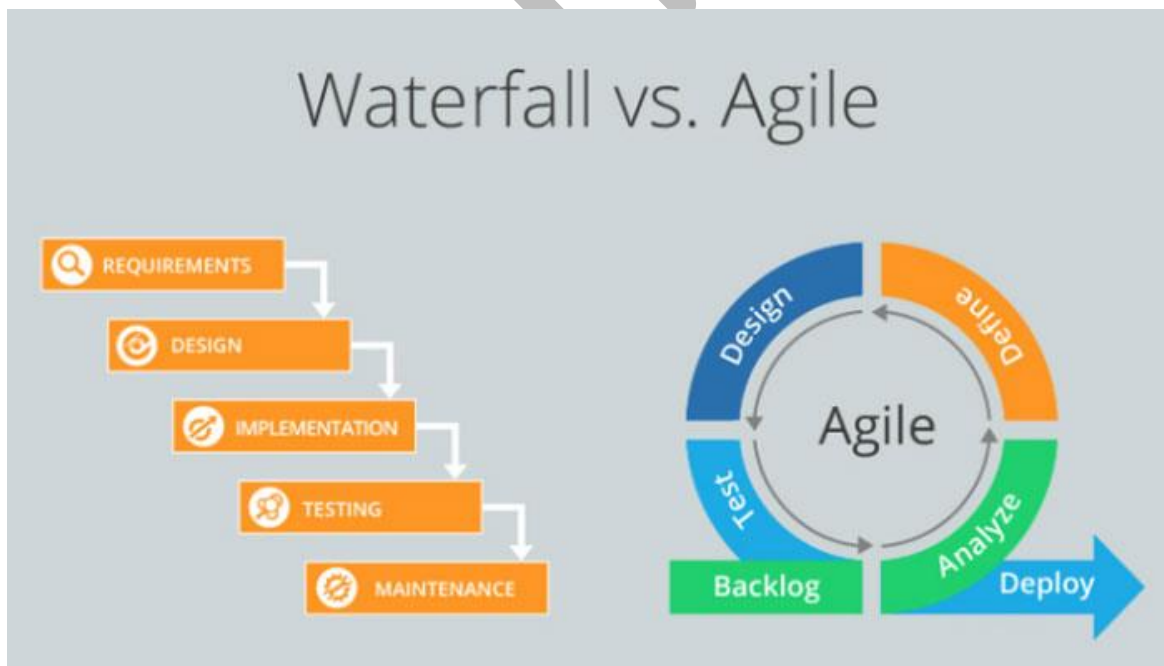 Waterfall vs. Agile
REQUIREMENTS
DESIGN
IMPLEMENTATION
TESTING
MAINTENANCE
Design
Define
Agile
Test
Analyze
Backlog
Deploy